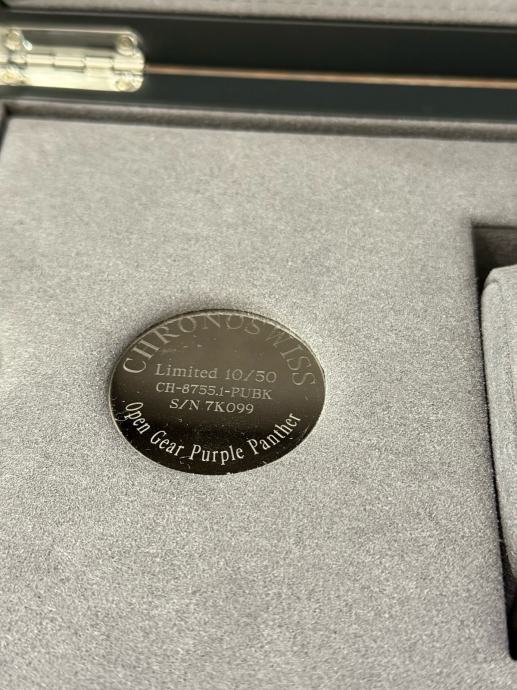 CHRONOSWISS
Limited 10/50
CH-8755.1-PUBK
S/N 7K099
Open Gear Purple Panther